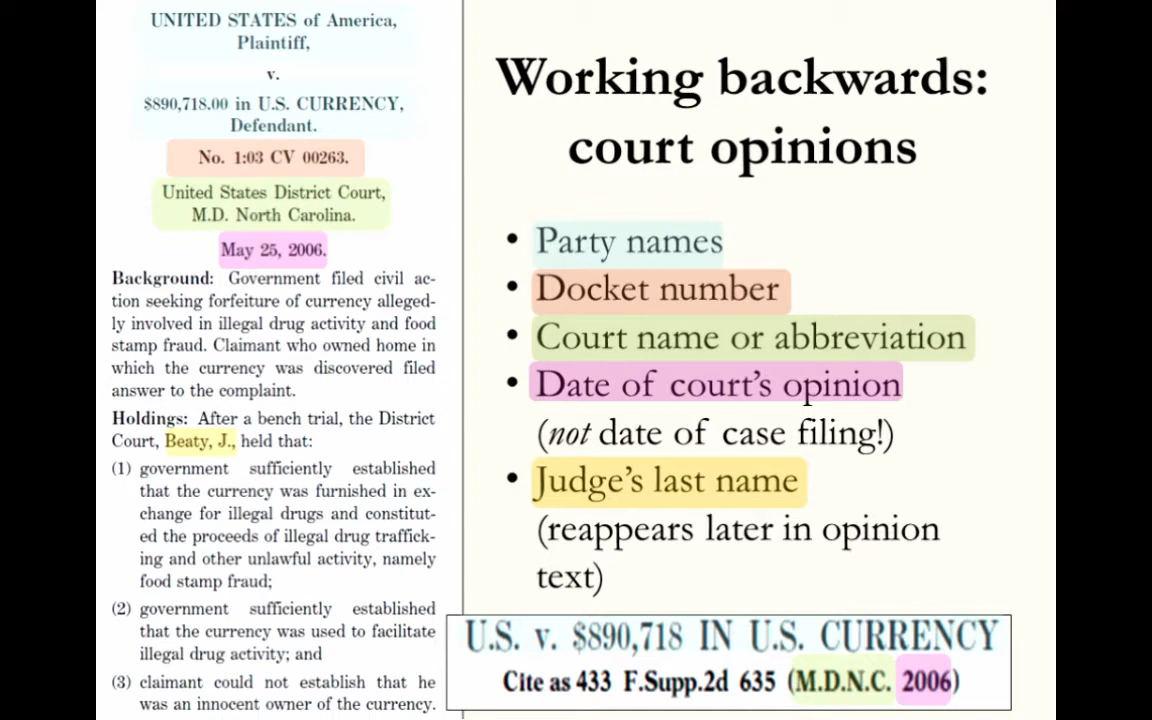 UNITED STATES of America,
Plaintiff,
v.
$890,718.00 in U.S. CURRENCY,
Defendant.
No. 1:03 CV 00263.
United States District Court,
M.D. North Carolina.
May 25, 2006.
Background: Government filed civil ac-
tion seeking forfeiture of currency alleged-
ly involved in illegal drug activity and food
stamp fraud. Claimant who owned home in
which the currency was discovered filed
answer to the complaint.
Holdings: After a bench trial, the District
Court, Beaty, J., held that:
(1) government sufficiently established
that the currency was furnished in ex-
change for illegal drugs and constitut-
ed the proceeds of illegal drug traffick-
ing and other unlawful activity, namely
food stamp fraud;
(2) government sufficiently established
that the currency was used to facilitate
illegal drug activity; and
(3) claimant could not establish that he
was an innocent owner of the currency.
Working backwards:
court opinions
• Party names
• Docket number
• Court name or abbreviation
• Date of court's opinion
(not date of case filing!)
• Judge's last name
(reappears later in opinion
text)
U.S. v. $890,718 IN U.S. CURRENCY
Cite as 433 F.Supp.2d 635 (M.D.N.C. 2006)